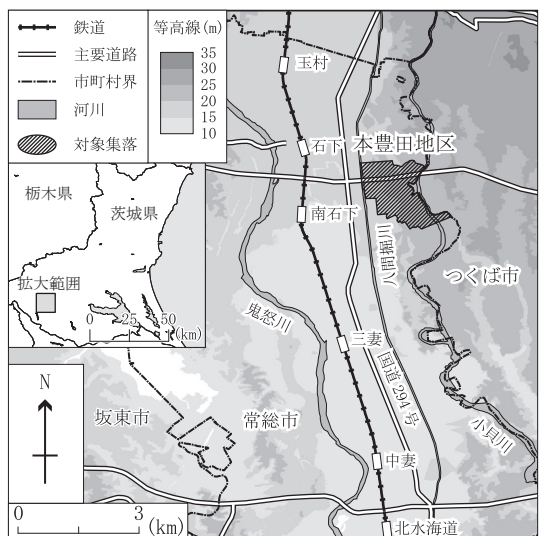 鉄道
主要道路
市町村界
河川
対象集落
等高線(m)
35
30
25
20
15
10
栃木県
茨城県
拡大範囲
0 25 50
(km)
玉村
石下
本豊田地区
南石下
八間堀川
つくば市
鬼怒川
三妻
国道294号
小貝川
坂東市
常総市
中妻
北水海道
N
0 3
(km)